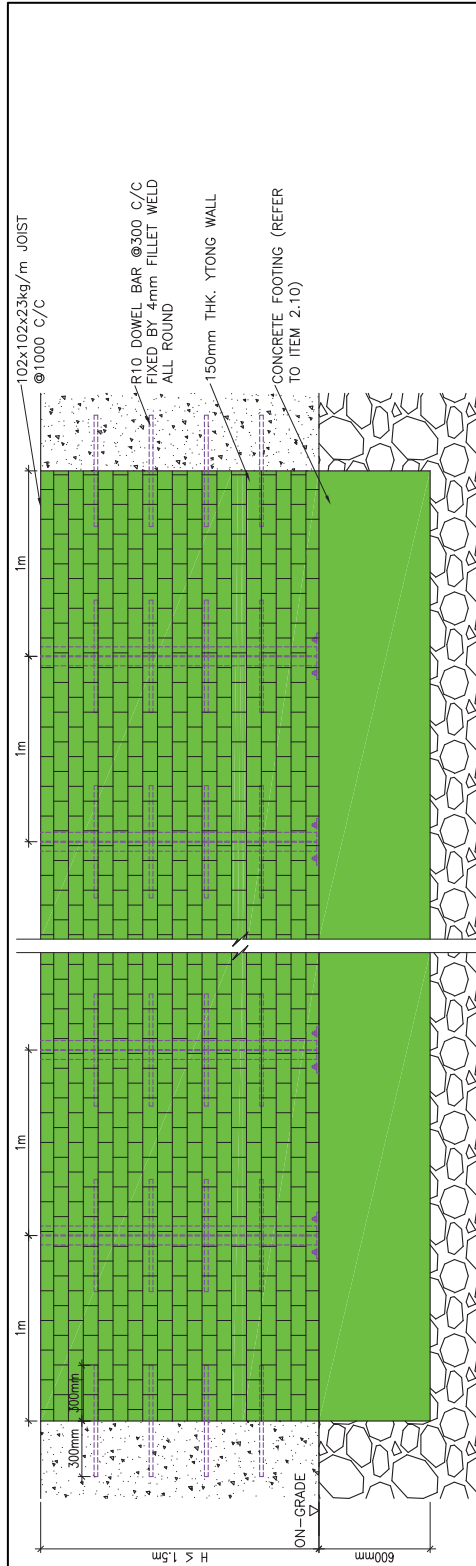 102x102x23kg/m JOIST
@1000 C/C
R10 DOWEL BAR @300 C/C
FIXED BY 4mm FILLET WELD
ALL ROUND
150mm THK. YTONG WALL
CONCRETE FOOTING (REFER
TO ITEM 2.10)
1m
1m
1m
1m
300mm
300mm
H ≤ 1.5m
ON-GRADE
600mm